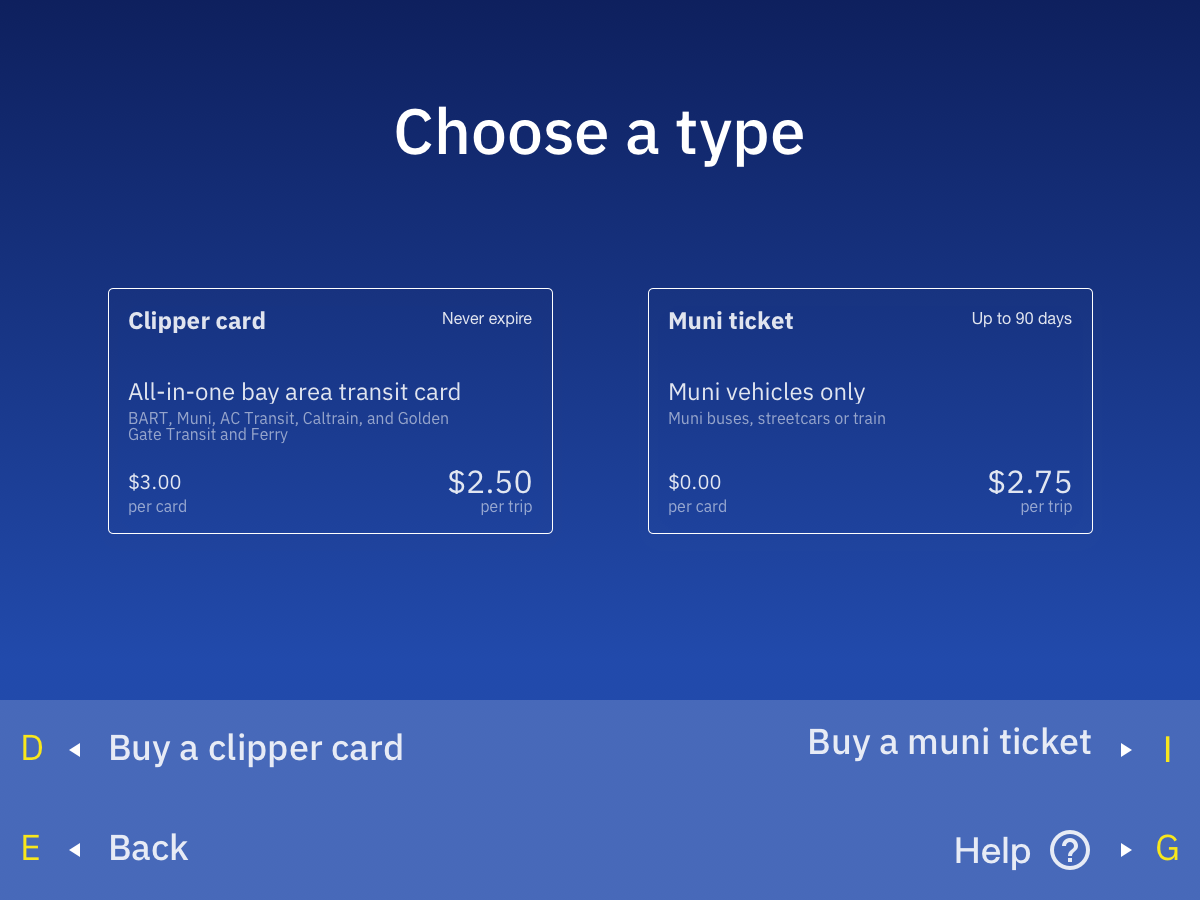 Choose a type
Clipper card
Never expire
All-in-one bay area transit card
BART, Muni, AC Transit, Caltrain, and Golden
Gate Transit and Ferry
$3.00
per card
$2.50
per trip
Muni ticket
Up to 90 days
Muni vehicles only
Muni buses, streetcars or train
$0.00
per card
$2.75
per trip
D
Buy a clipper card
Buy a muni ticket
I
E
Back
Help ?
G